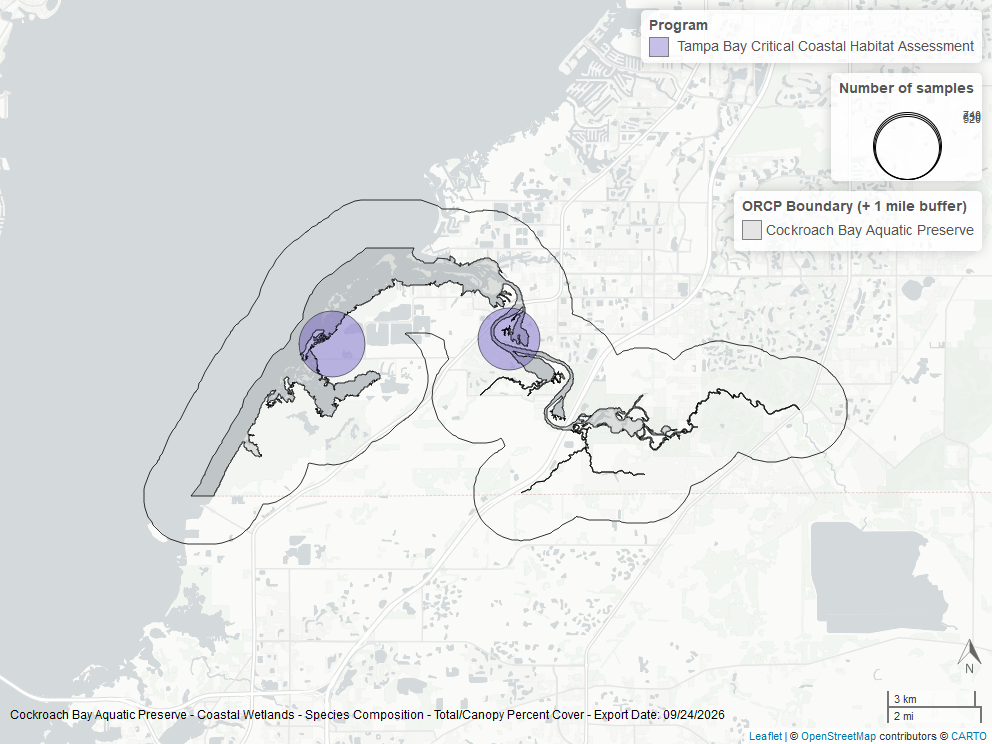 Program
Tampa Bay Critical Coastal Habitat Assessment
Number of samples
740
520
ORCP Boundary (+ 1 mile buffer)
Cockroach Bay Aquatic Preserve
N
3 km
2 mi
Cockroach Bay Aquatic Preserve - Coastal Wetlands - Species Composition - Total/Canopy Percent Cover - Export Date: 09/24/2026
Leaflet | © OpenStreetMap contributors © CARTO